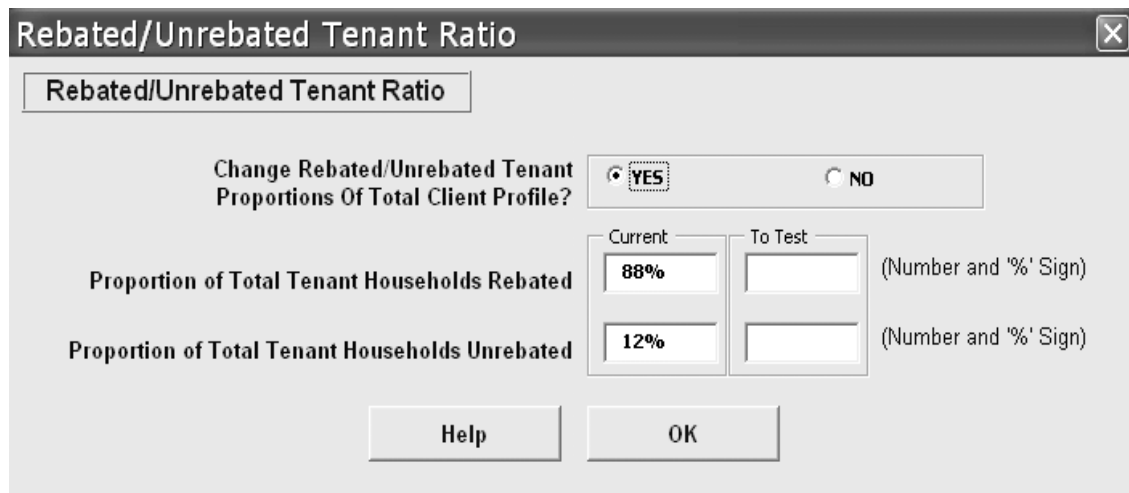 Rebated/Unrebated Tenant Ratio
Rebated/Unrebated Tenant Ratio
Change Rebated/Unrebated Tenant
Proportions Of Total Client Profile?
YES NO
Current To Test
Proportion of Total Tenant Households Rebated 88% (Number and '%' Sign)
Proportion of Total Tenant Households Unrebated 12% (Number and '%' Sign)
Help OK